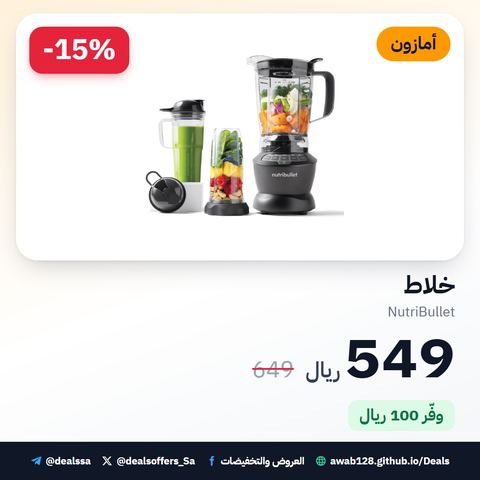 -15%
أمازون
nutribullet
خلاط
NutriBullet
549 ريال 649
وفّر 100 ريال
@dealssa @dealsoffers_Sa العروض والتخفيضات awab128.github.io/Deals